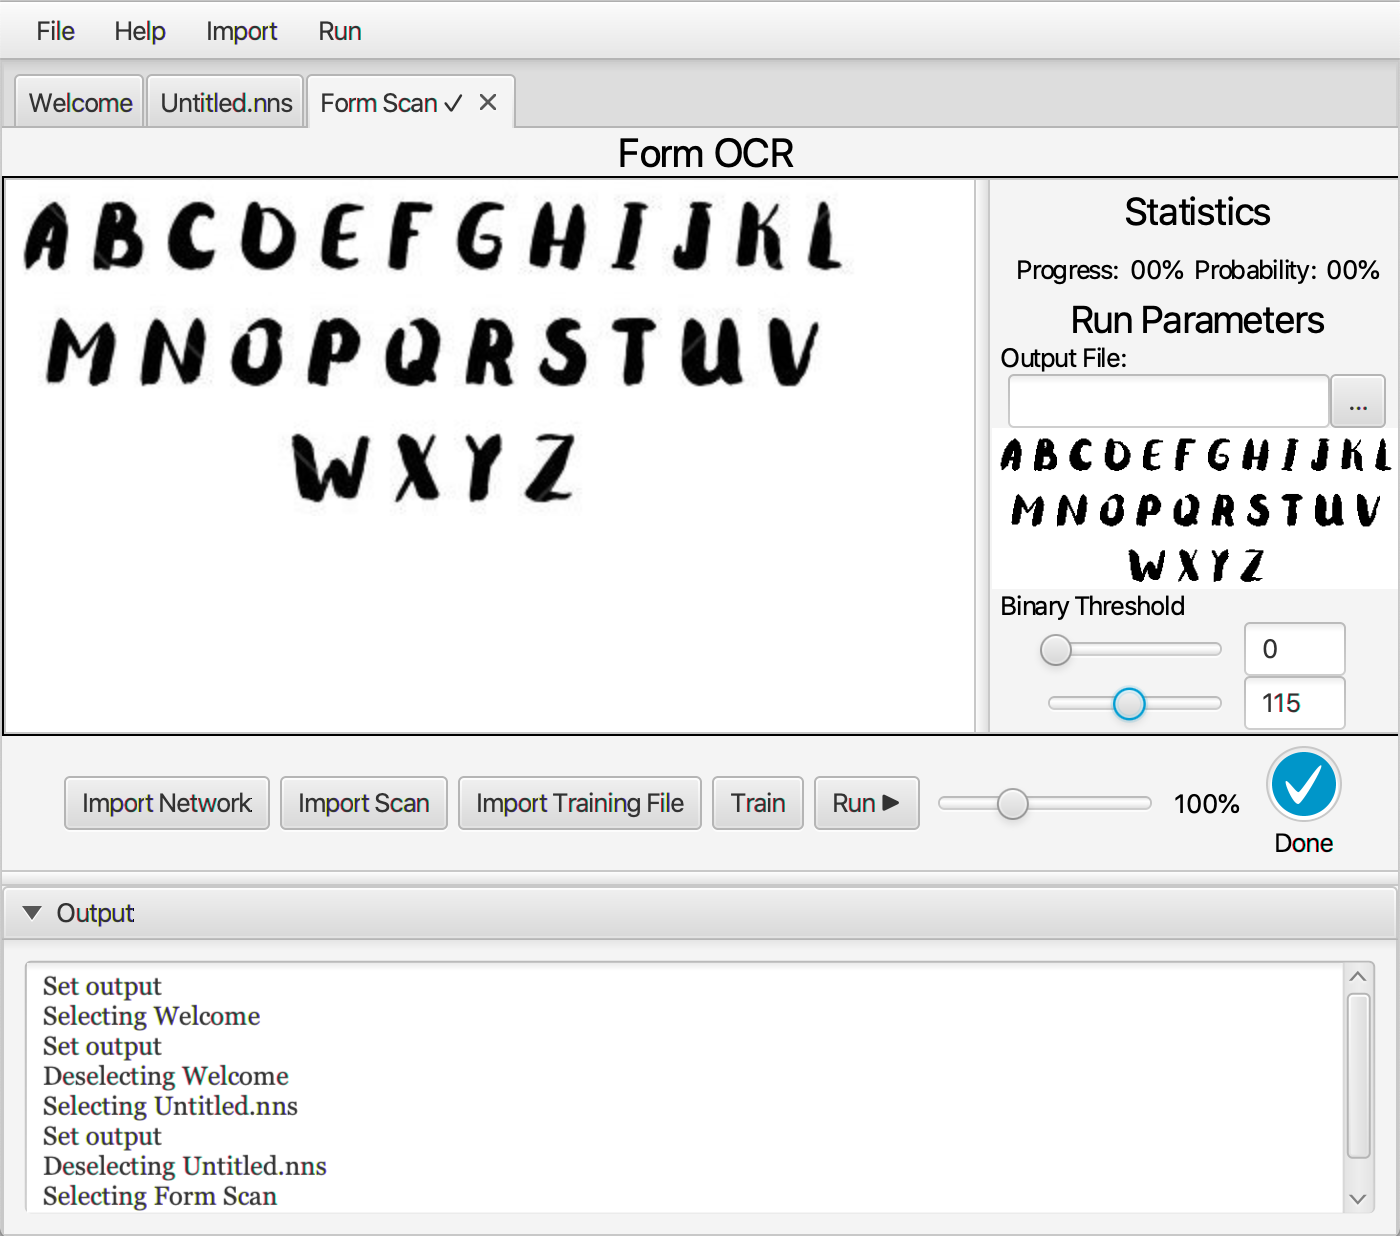 File Help Import Run
Welcome Untitled.nns Form Scan ✓ ✕
Form OCR
A B C D E F G H I J K L
M N O P Q R S T U V
W X Y Z
Statistics
Progress: 00% Probability: 00%
Run Parameters
Output File:
...
A B C D E F G H I J K L
M N O P Q R S T U V
W X Y Z
Binary Threshold
0
115
Import Network Import Scan Import Training File Train Run ▶ 100%
Done
Output
Set output
Selecting Welcome
Set output
Deselecting Welcome
Selecting Untitled.nns
Set output
Deselecting Untitled.nns
Selecting Form Scan